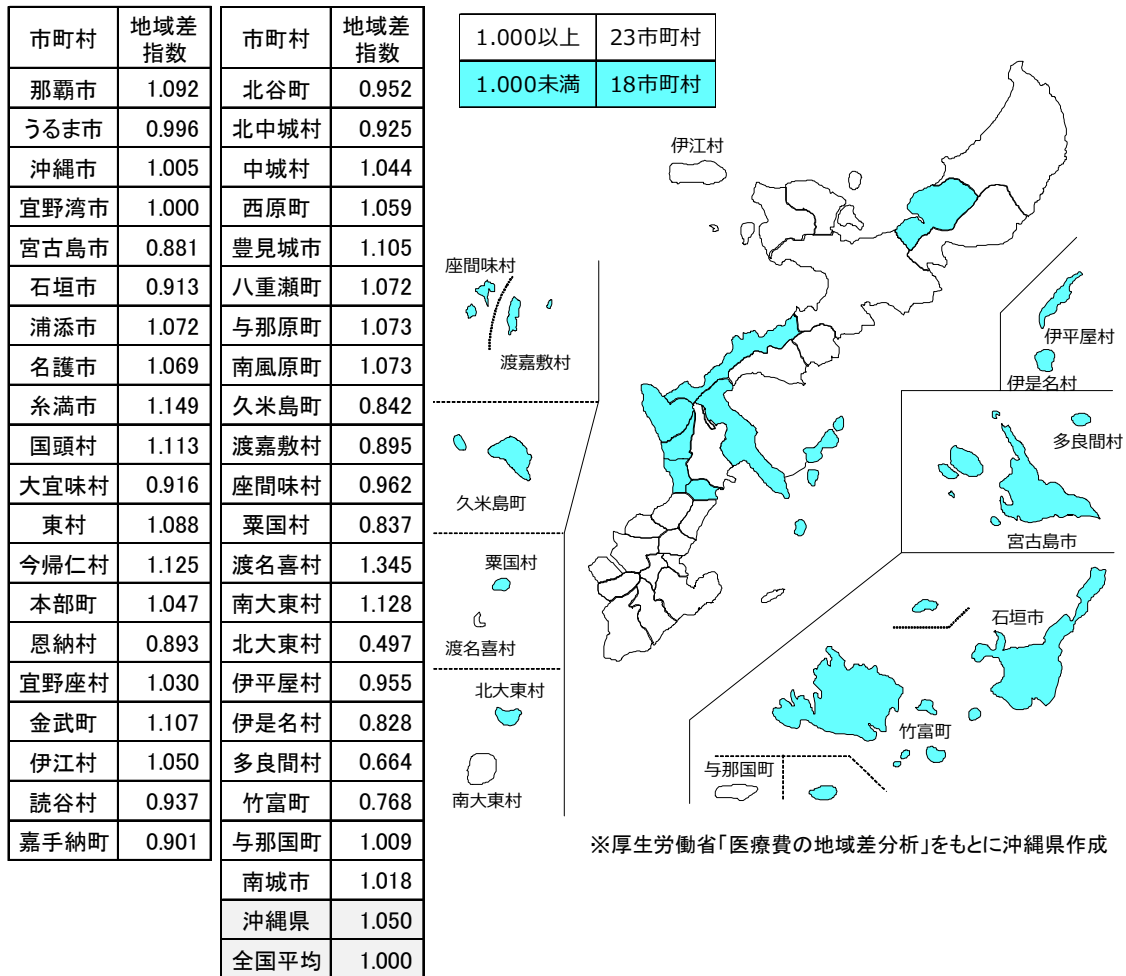 市町村 地域差指数 市町村 地域差指数
那覇市 1.092 北谷町 0.952
うるま市 0.996 北中城村 0.925
沖縄市 1.005 中城村 1.044
宜野湾市 1.000 西原町 1.059
宮古島市 0.881 豊見城市 1.105
石垣市 0.913 八重瀬町 1.072
浦添市 1.072 与那原町 1.073
名護市 1.069 南風原町 1.073
糸満市 1.149 久米島町 0.842
国頭村 1.113 渡嘉敷村 0.895
大宜味村 0.916 座間味村 0.962
東村 1.088 粟国村 0.837
今帰仁村 1.125 渡名喜村 1.345
本部町 1.047 南大東村 1.128
恩納村 0.893 北大東村 0.497
宜野座村 1.030 伊平屋村 0.955
金武町 1.107 伊是名村 0.828
伊江村 1.050 多良間村 0.664
読谷村 0.937 竹富町 0.768
嘉手納町 0.901 与那国町 1.009
南城市 1.018
沖縄県 1.050
全国平均 1.000
1.000以上 23市町村
1.000未満 18市町村
伊江村
座間味村
渡嘉敷村
伊平屋村
伊是名村
多良間村
久米島町
宮古島市
粟国村
渡名喜村
石垣市
北大東村
竹富町
与那国町
南大東村
※厚生労働省「医療費の地域差分析」をもとに沖縄県作成